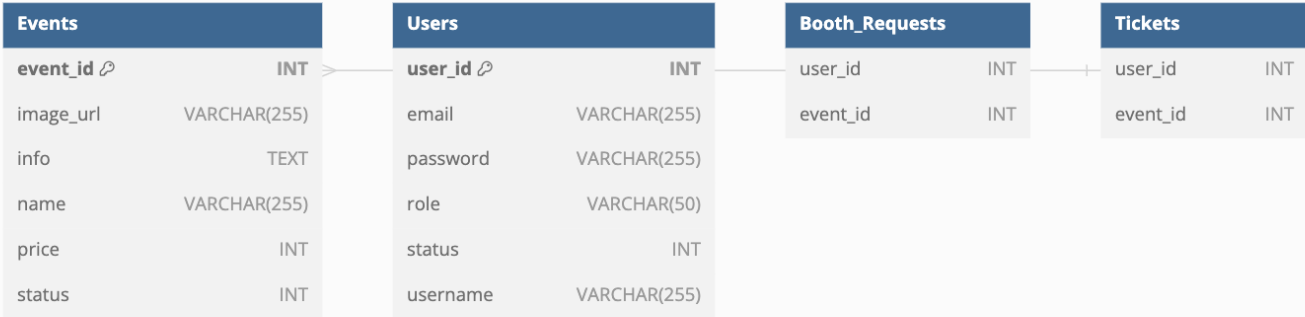 Events
event_id INT
image_url VARCHAR(255)
info TEXT
name VARCHAR(255)
price INT
status INT
Users
user_id INT
email VARCHAR(255)
password VARCHAR(255)
role VARCHAR(50)
status INT
username VARCHAR(255)
Booth_Requests
user_id INT
event_id INT
Tickets
user_id INT
event_id INT